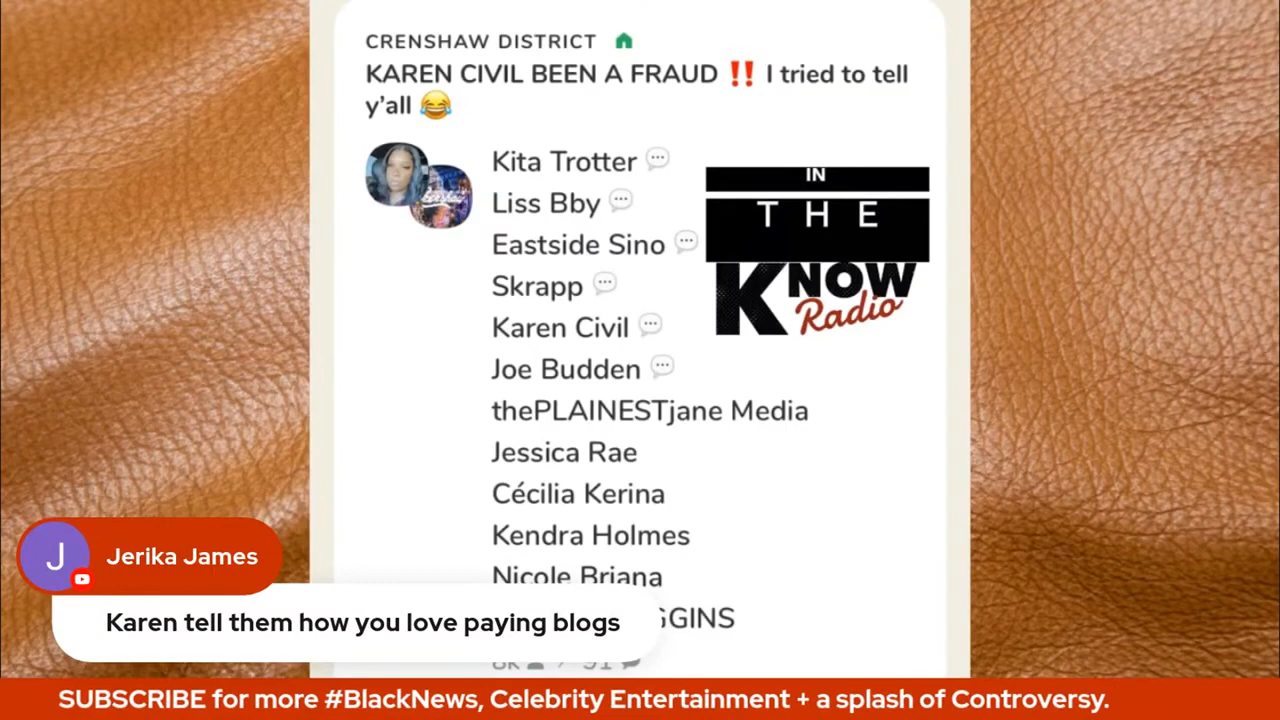 CRENSHAW DISTRICT
KAREN CIVIL BEEN A FRAUD ‼️ I tried to tell
y'all 😂
Kita Trotter
Liss Bby
Eastside Sino
Skrapp
Karen Civil
Joe Budden
thePLAINESTjane Media
Jessica Rae
Cécilia Kerina
Kendra Holmes
Nicole Briana
IN
THE
KNOW
Radio
J
Jerika James
Karen tell them how you love paying blogs
SUBSCRIBE for more #BlackNews, Celebrity Entertainment + a splash of Controversy.